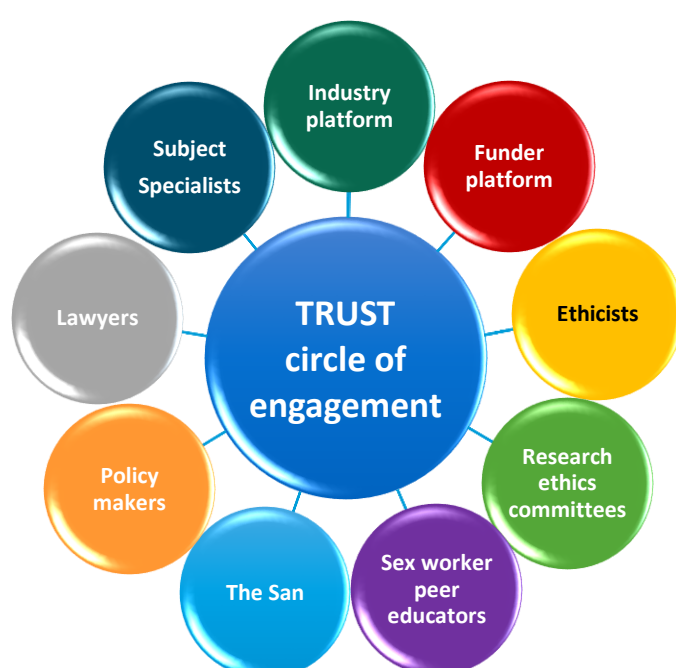 Industry
platform
Funder
platform
Ethicists
Research
ethics
committees
Sex worker
peer
educators
The San
Policy
makers
Lawyers
Subject
Specialists
TRUST
circle of
engagement